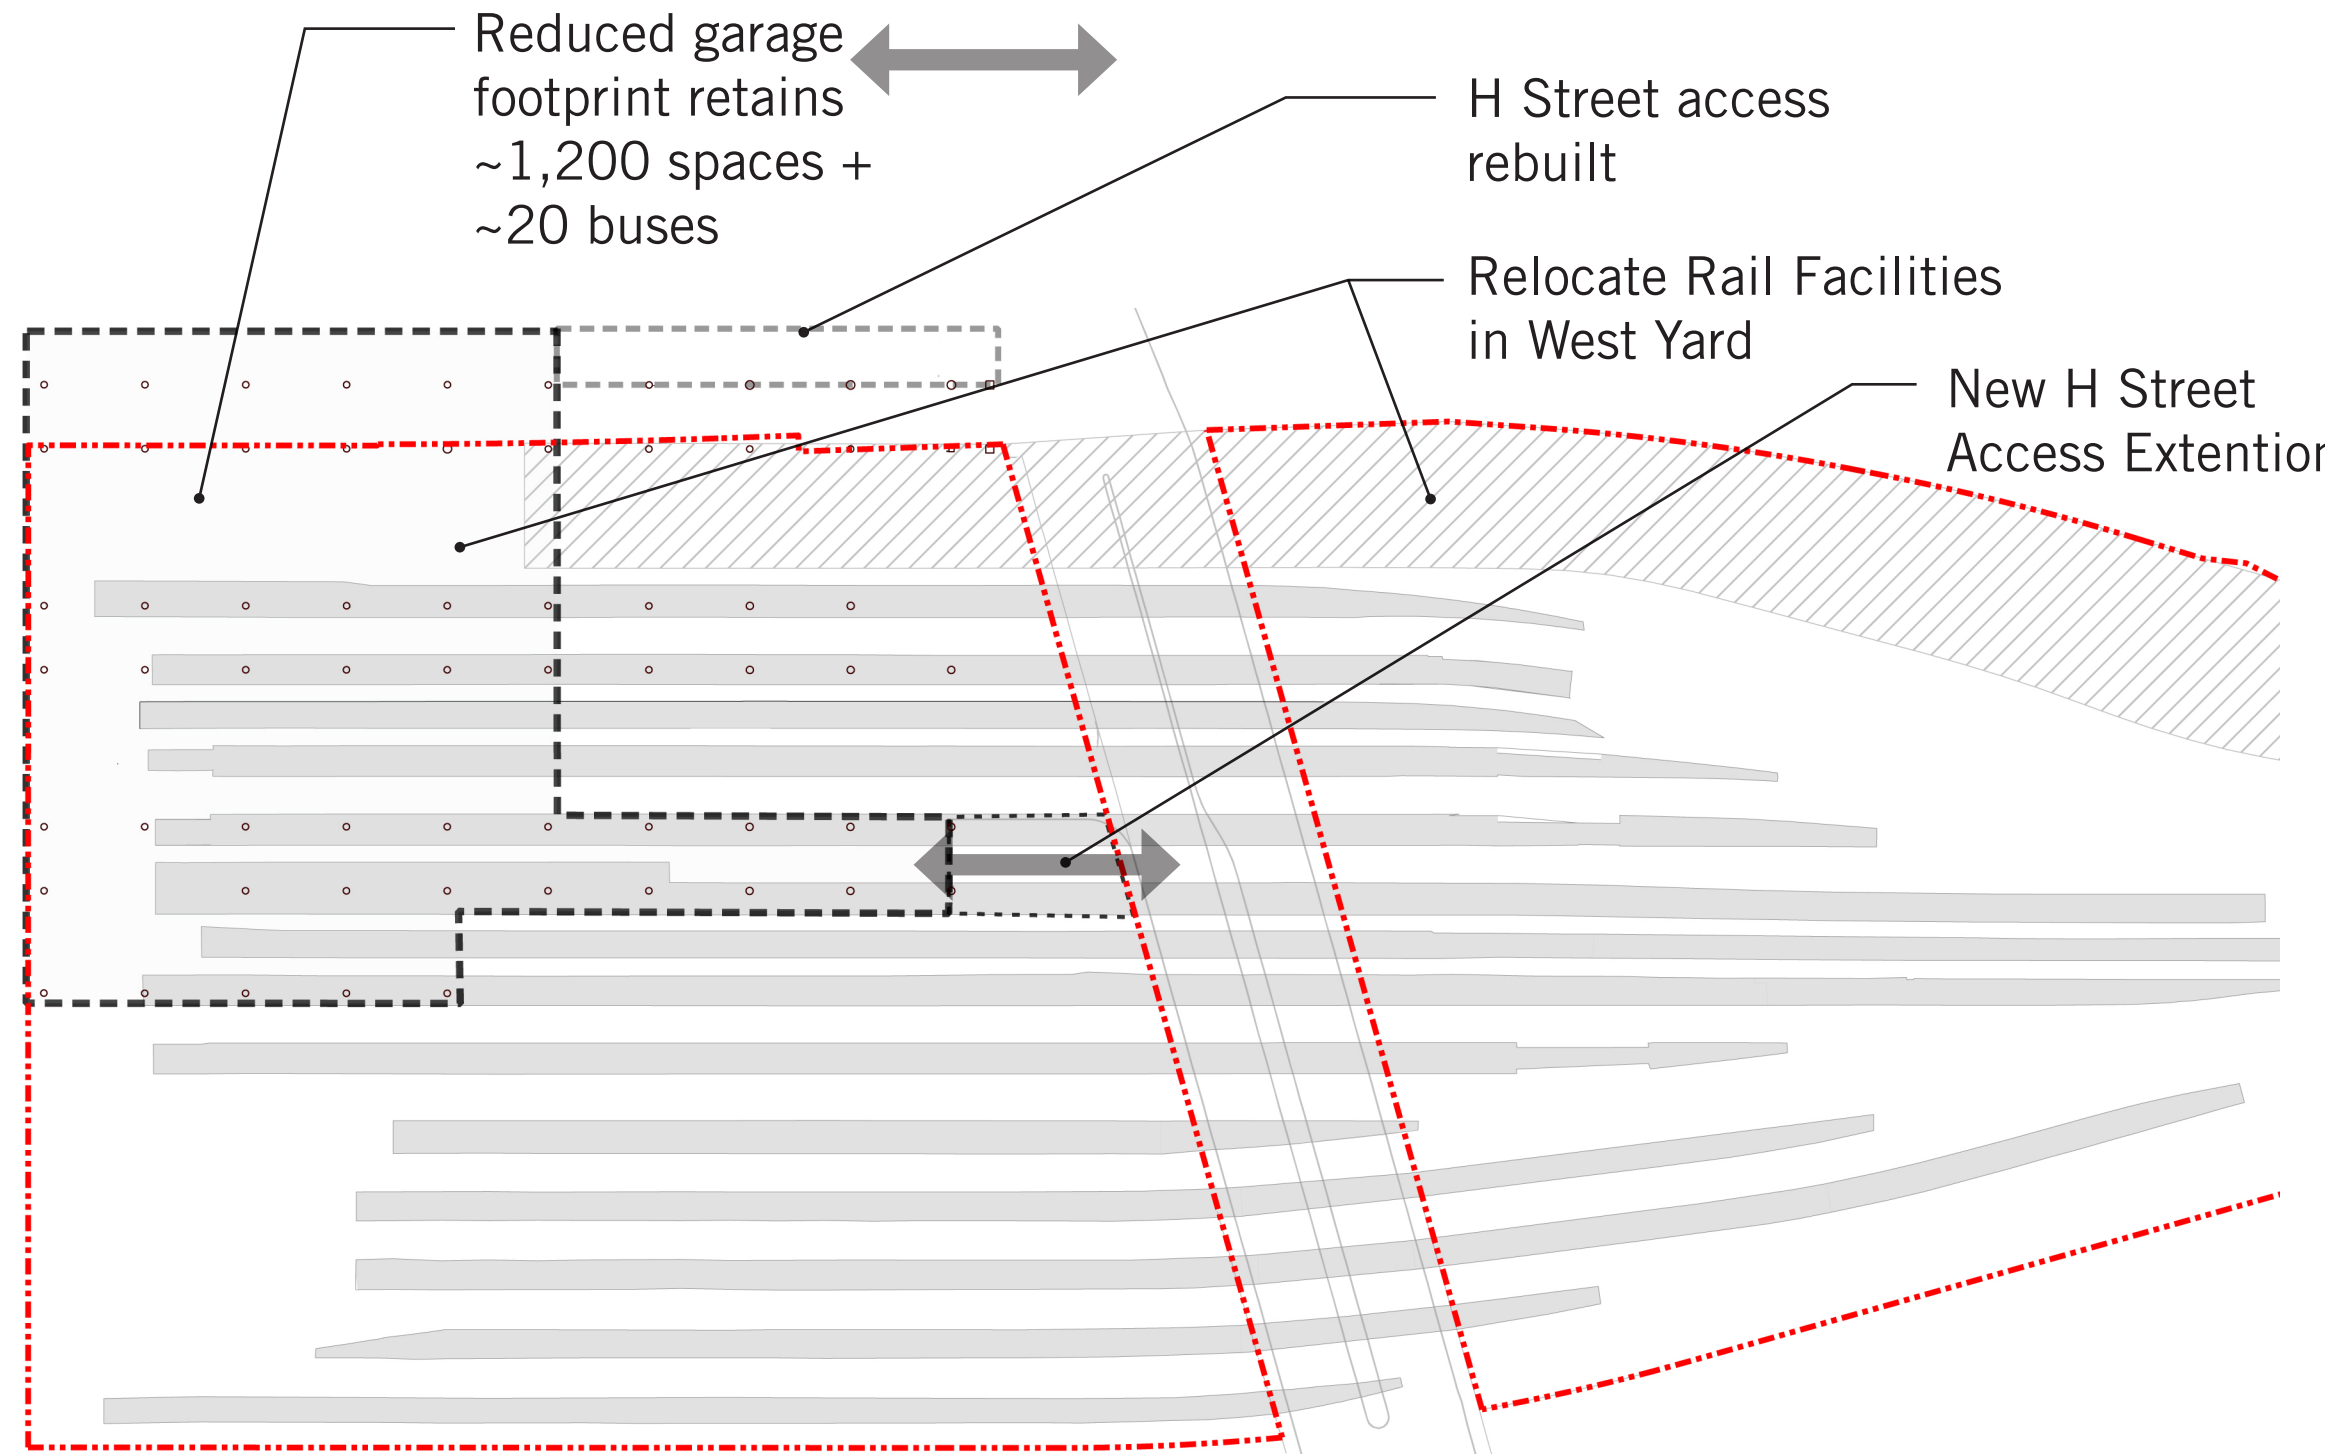 Reduced garage
footprint retains
~1,200 spaces +
~20 buses
H Street access
rebuilt
Relocate Rail Facilities
in West Yard
New H Street
Access Extention